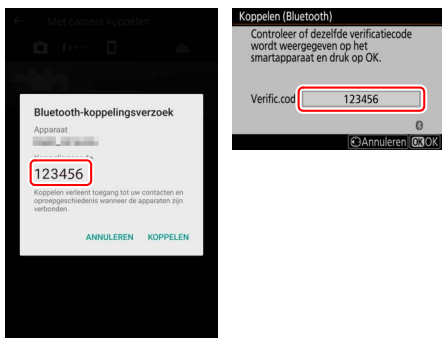 Met camera koppelen
Bluetooth-koppelingsverzoek
Apparaat
123456
Koppelen verleent toegang tot uw contacten en
oproepgeschiedenis wanneer de apparaten zijn
verbonden.
ANNULEREN KOPPELEN
Koppelen (Bluetooth)
Controleer of dezelfde verificatiecode
wordt weergegeven op het
smartapparaat en druk op OK.
Verific.cod 123456
Annuleren OK OK